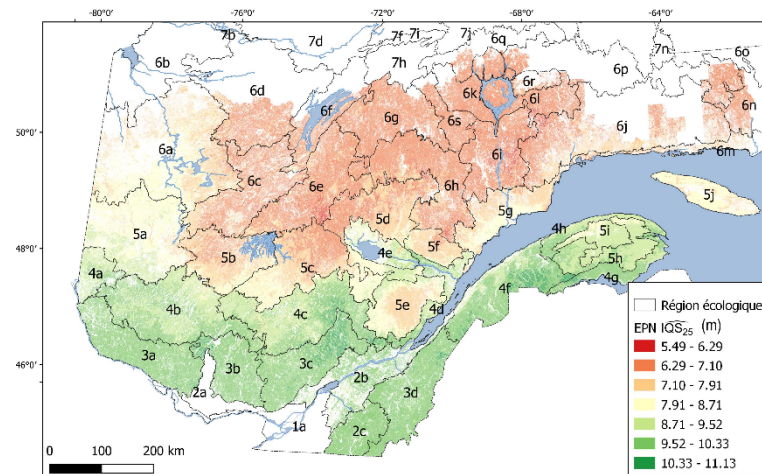 -80°0' -76°0' -72°0' -68°0' -64°0'
7b 7d 7f 7i 7j 6q 7n 6o
6b 7h 6r 6p
6d 6k 6l
50°0' 6f 6g 6s 6n
6a 6i 6j 6m
6c 6e 6h
5a 5d 5g 5j
48°0' 5b 5c 4e 5f 4h 5i
4a 5h
4b 4c 5e 4d 4f 4g
46°0' 3a 3b 3c 2b
2a 1a 3d
2c
Région écologique
EPN IQS25 (m)
5.49 - 6.29
6.29 - 7.10
7.10 - 7.91
7.91 - 8.71
8.71 - 9.52
9.52 - 10.33
10.33 - 11.13
0 100 200 km